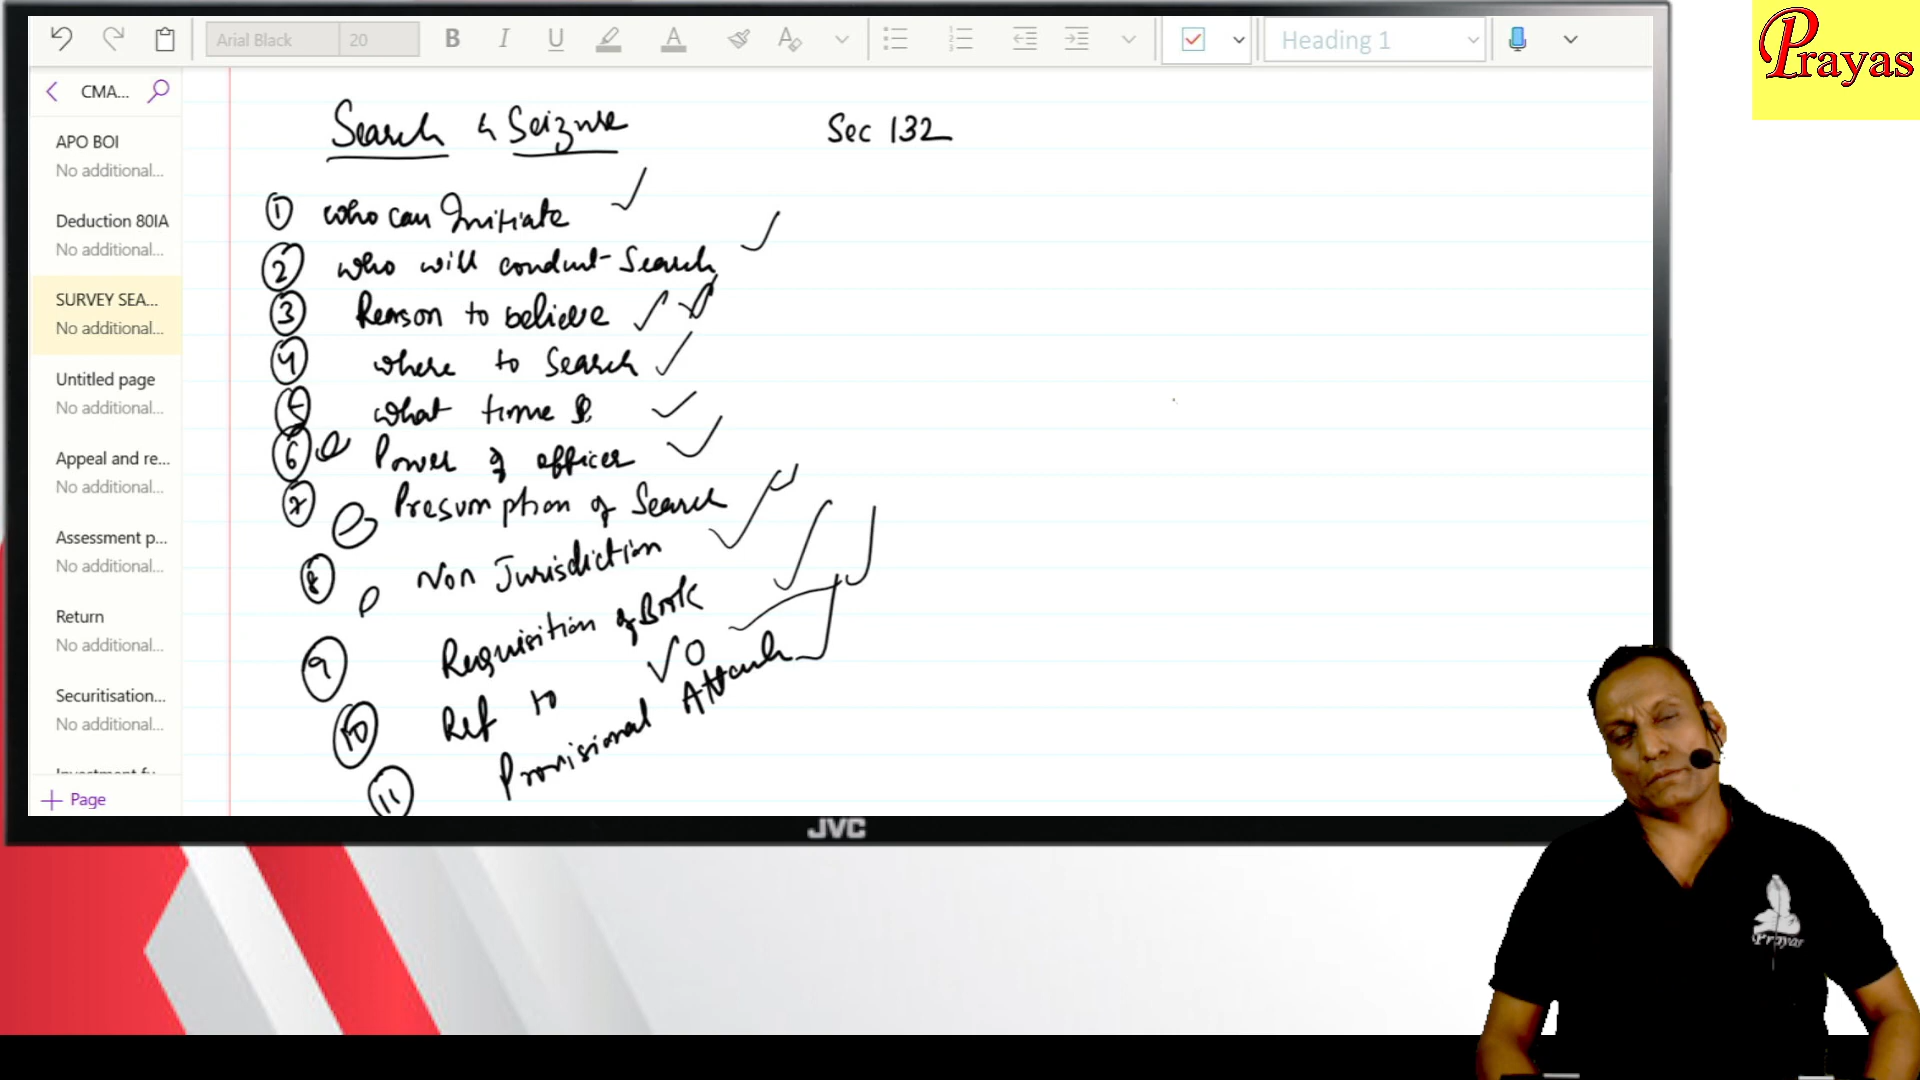 Arial Black 20 B I U A A Heading 1
Prayas
CMA...
APO BOI
No additional...
Deduction 80IA
No additional...
SURVEY SEA...
No additional...
Untitled page
No additional...
Appeal and re...
No additional...
Assessment p...
No additional...
Return
No additional...
Securitisation...
No additional...
Page
Search & Seizure Sec 132
1 who can Initiate
2 who will conduct Search
3 Reason to believe
4 where to Search
5 what time
6 Power of officer
7 Presumption of Search
8 Non Jurisdiction
9 Requisition of Book
10 Ref to
11 Provisional Attach
JVC
Prayas